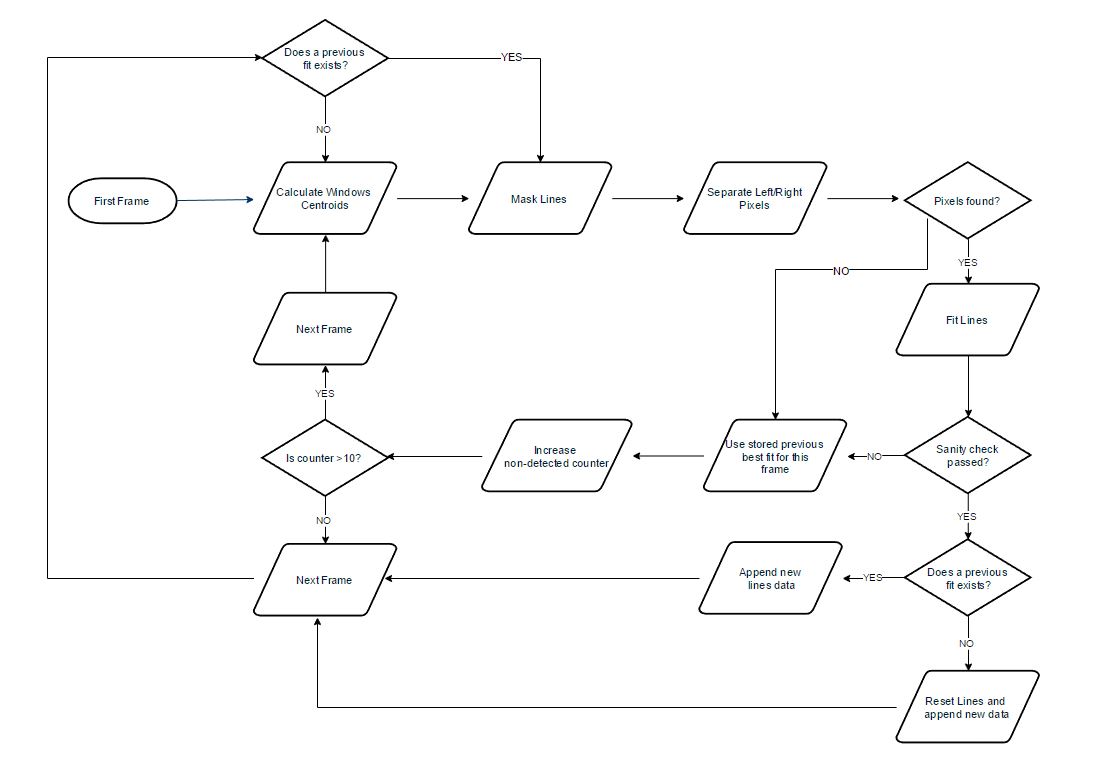 Does a previous
fit exists?
YES
NO
First Frame
Calculate Windows
Centroids
Mask Lines
Separate Left/Right
Pixels
Pixels found?
YES
NO
Next Frame
Fit Lines
YES
Is counter >10?
Increase
non-detected counter
Use stored previous
best fit for this
frame
NO
Sanity check
passed?
NO
YES
Next Frame
Append new
lines data
YES
Does a previous
fit exists?
NO
Reset Lines and
append new data